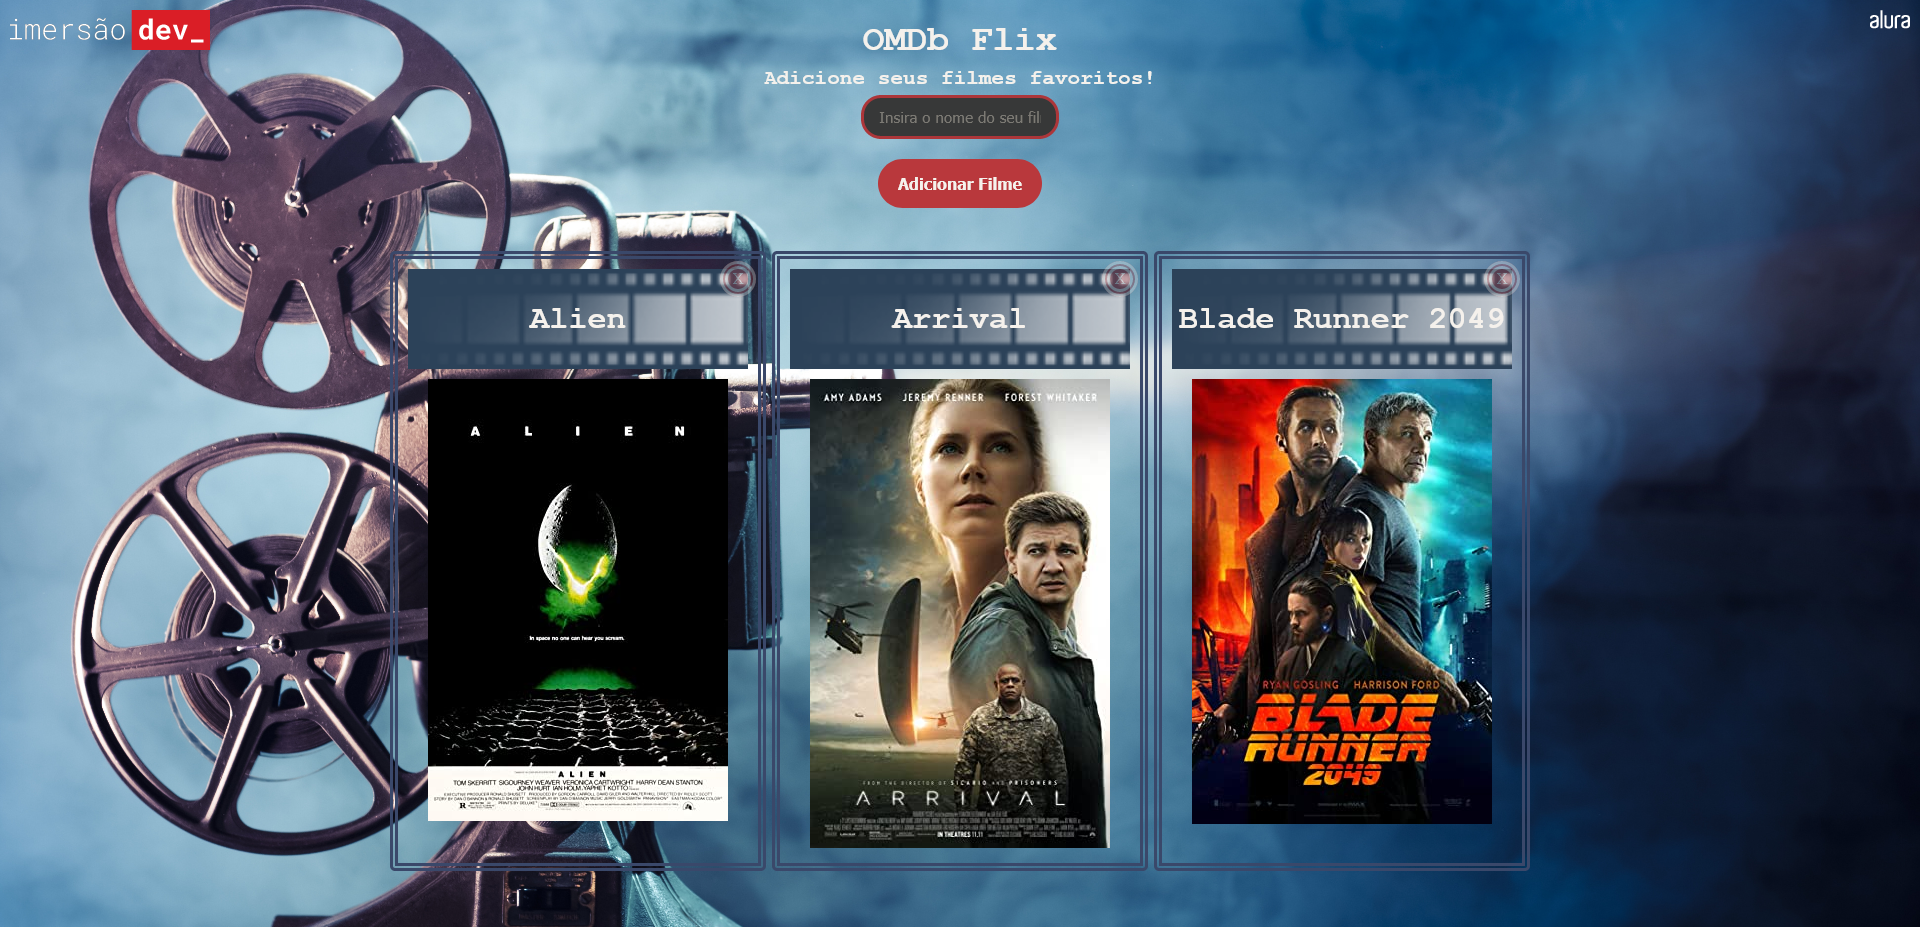 imersão dev_
alura
OMDb Flix
Adicione seus filmes favoritos!
Insira o nome do seu fil
Adicionar Filme
X
Alien
A L I E N
In space no one can hear you scream.
ALIEN
TOM SKERRITT SIGOURNEY WEAVER VERONICA CARTWRIGHT HARRY DEAN STANTON
JOHN HURT IAN HOLM YAPHET KOTTO
R
X
Arrival
AMY ADAMS JEREMY RENNER FOREST WHITAKER
FROM THE DIRECTOR OF SICARIO AND PRISONERS
ARRIVAL
IN THEATRES 11.11
X
Blade Runner 2049
RYAN GOSLING HARRISON FORD
BLADE
RUNNER
2049